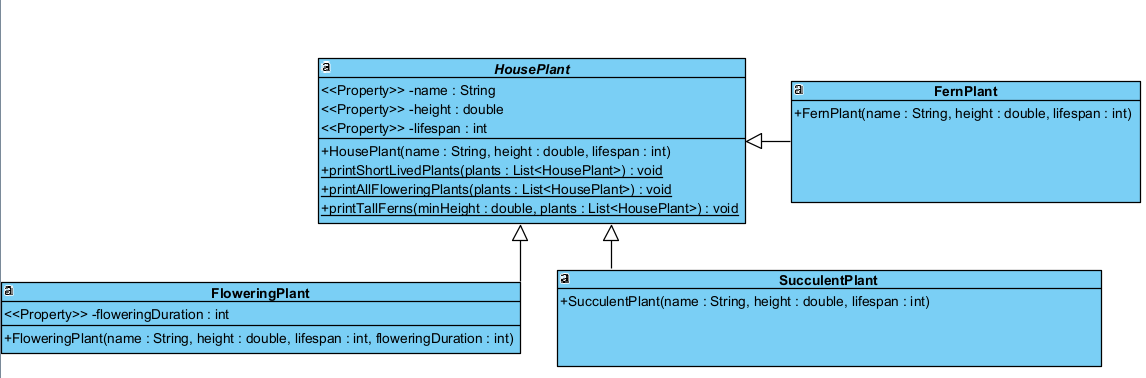 a
HousePlant
<<Property>> -name : String
<<Property>> -height : double
<<Property>> -lifespan : int
+HousePlant(name : String, height : double, lifespan : int)
+printShortLivedPlants(plants : List<HousePlant>) : void
+printAllFloweringPlants(plants : List<HousePlant>) : void
+printTallFerns(minHeight : double, plants : List<HousePlant>) : void
a
FernPlant
+FernPlant(name : String, height : double, lifespan : int)
a
FloweringPlant
<<Property>> -floweringDuration : int
+FloweringPlant(name : String, height : double, lifespan : int, floweringDuration : int)
a
SucculentPlant
+SucculentPlant(name : String, height : double, lifespan : int)